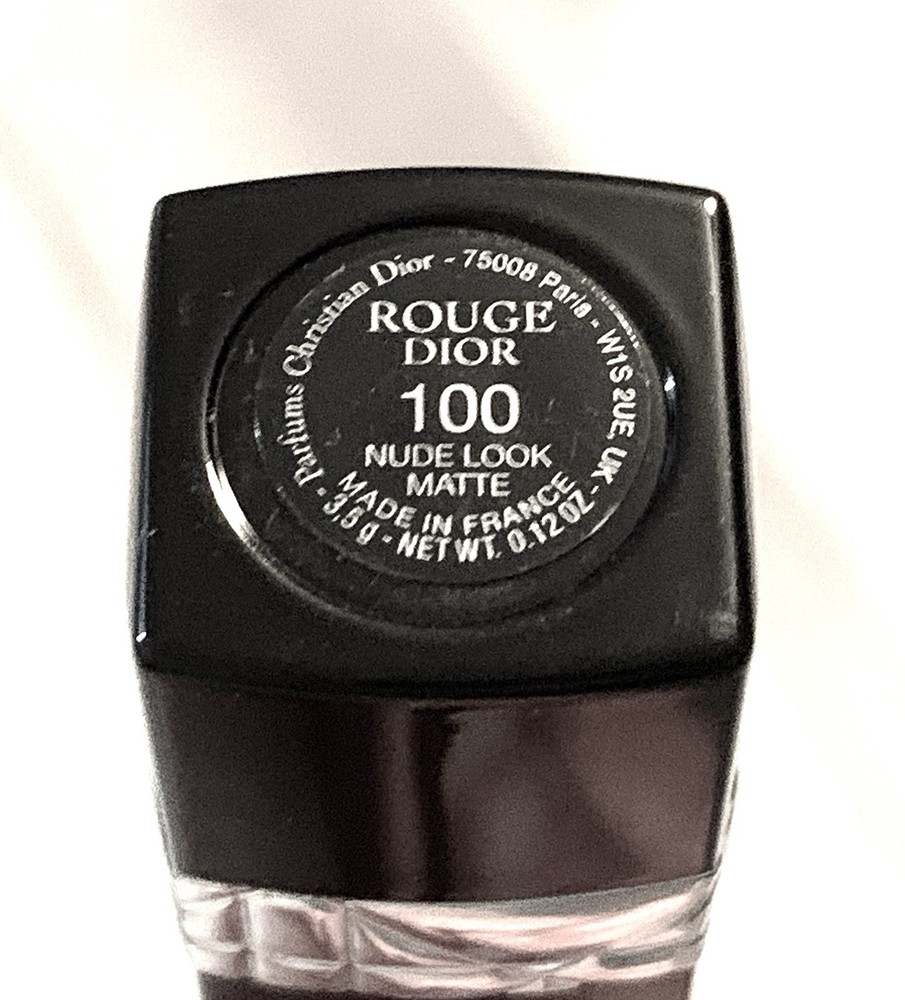 Parfums Christian Dior - 75008 Paris - W1S 2UE, UK -
ROUGE
DIOR
100
NUDE LOOK
MATTE
MADE IN FRANCE
- 3,5 g - NET WT. 0.12 OZ -